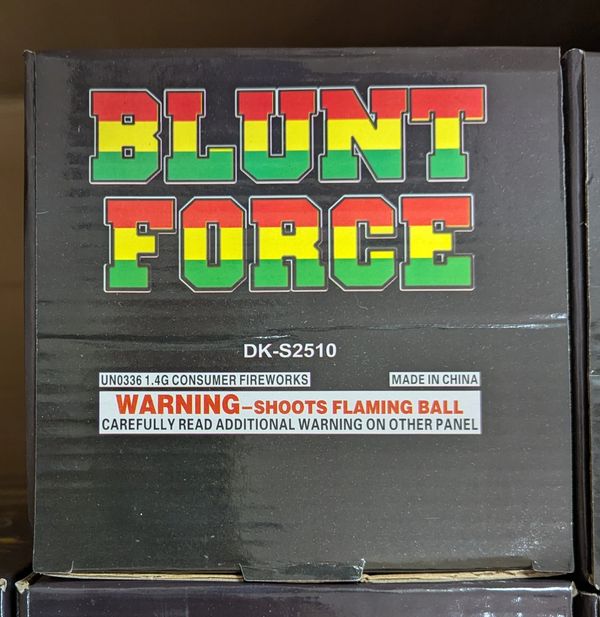 BLUNT
FORCE
DK-S2510
UN0336 1.4G CONSUMER FIREWORKS MADE IN CHINA
WARNING–SHOOTS FLAMING BALL
CAREFULLY READ ADDITIONAL WARNING ON OTHER PANEL